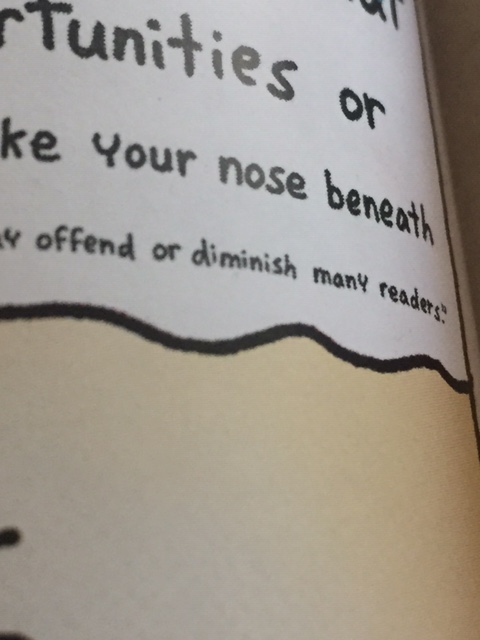 rTunities or
ke your nose beneath
y offend or diminish many readers."